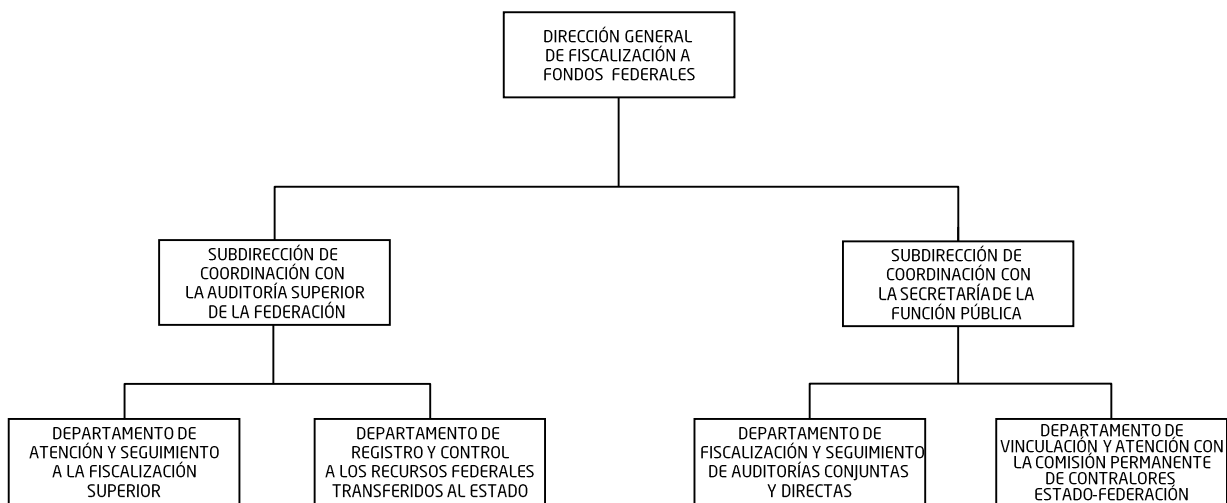 DIRECCIÓN GENERAL
DE FISCALIZACIÓN A
FONDOS FEDERALES
SUBDIRECCIÓN DE
COORDINACIÓN CON
LA AUDITORÍA SUPERIOR
DE LA FEDERACIÓN
SUBDIRECCIÓN DE
COORDINACIÓN CON
LA SECRETARÍA DE LA
FUNCIÓN PÚBLICA
DEPARTAMENTO DE
ATENCIÓN Y SEGUIMIENTO
A LA FISCALIZACIÓN
SUPERIOR
DEPARTAMENTO DE
REGISTRO Y CONTROL
A LOS RECURSOS FEDERALES
TRANSFERIDOS AL ESTADO
DEPARTAMENTO DE
FISCALIZACIÓN Y SEGUIMIENTO
DE AUDITORÍAS CONJUNTAS
Y DIRECTAS
DEPARTAMENTO DE
VINCULACIÓN Y ATENCIÓN CON
LA COMISIÓN PERMANENTE
DE CONTRALORES
ESTADO-FEDERACIÓN